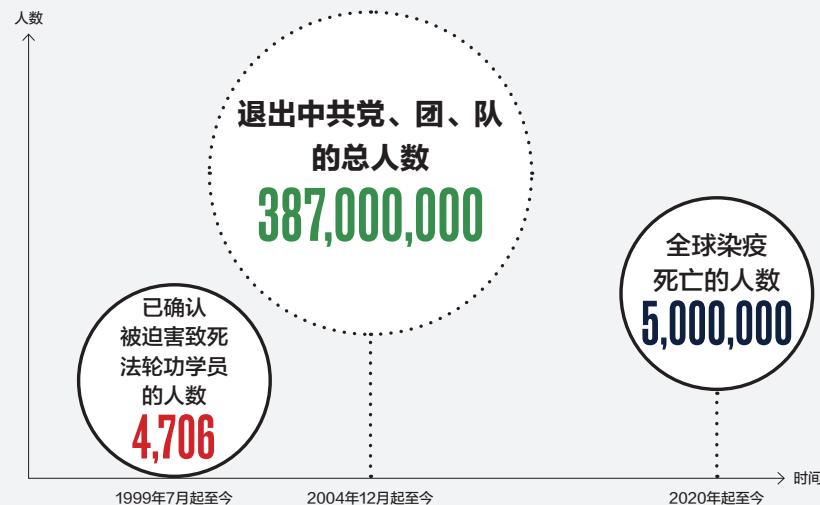 人数
退出中共党、团、队
的总人数
387,000,000
全球染疫
死亡的人数
5,000,000
已确认
被迫害致死
法轮功学员
的人数
4,706
时间
1999年7月起至今
2004年12月起至今
2020年起至今